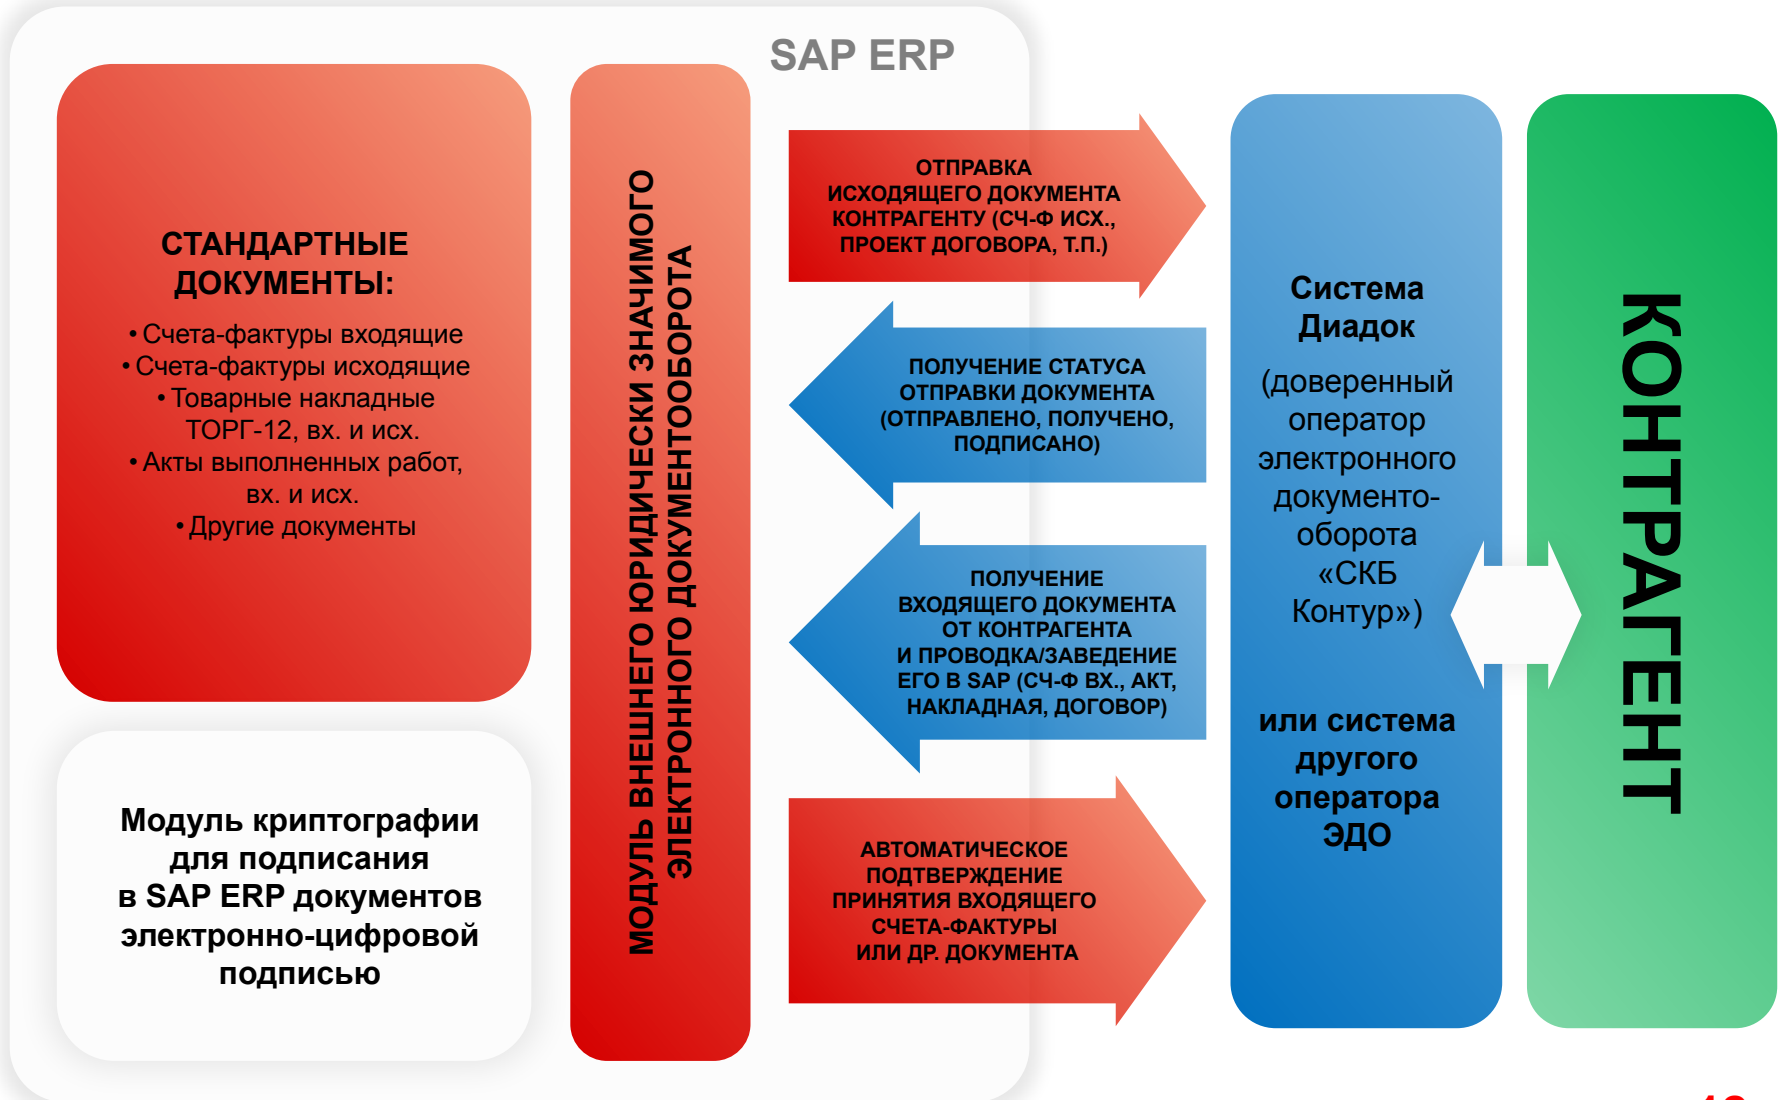 SAP ERP
СТАНДАРТНЫЕ
ДОКУМЕНТЫ:
• Счета-фактуры входящие
• Счета-фактуры исходящие
• Товарные накладные
ТОРГ-12, вх. и исх.
• Акты выполненных работ,
вх. и исх.
• Другие документы
Модуль криптографии
для подписания
в SAP ERP документов
электронно-цифровой
подписью
МОДУЛЬ ВНЕШНЕГО ЮРИДИЧЕСКИ ЗНАЧИМОГО
ЭЛЕКТРОННОГО ДОКУМЕНТООБОРОТА
ОТПРАВКА
ИСХОДЯЩЕГО ДОКУМЕНТА
КОНТРАГЕНТУ (СЧ-Ф ИСХ.,
ПРОЕКТ ДОГОВОРА, Т.П.)
ПОЛУЧЕНИЕ СТАТУСА
ОТПРАВКИ ДОКУМЕНТА
(ОТПРАВЛЕНО, ПОЛУЧЕНО,
ПОДПИСАНО)
ПОЛУЧЕНИЕ
ВХОДЯЩЕГО ДОКУМЕНТА
ОТ КОНТРАГЕНТА
И ПРОВОДКА/ЗАВЕДЕНИЕ
ЕГО В SAP (СЧ-Ф ВХ., АКТ,
НАКЛАДНАЯ, ДОГОВОР)
АВТОМАТИЧЕСКОЕ
ПОДТВЕРЖДЕНИЕ
ПРИНЯТИЯ ВХОДЯЩЕГО
СЧЕТА-ФАКТУРЫ
ИЛИ ДР. ДОКУМЕНТА
Система
Диадок
(доверенный
оператор
электронного
документо-
оборота
«СКБ
Контур»)
или система
другого
оператора
ЭДО
КОНТРАГЕНТ